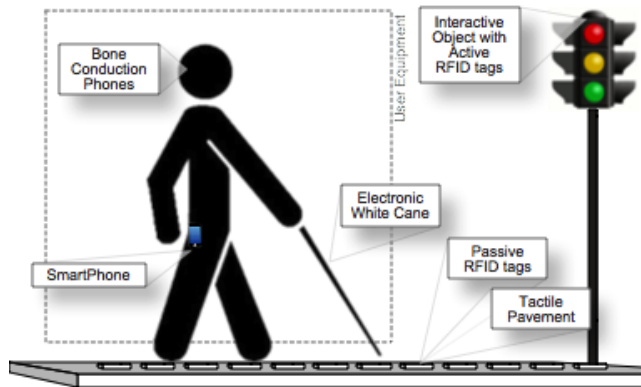 Bone
Conduction
Phones
User Equipment
Interactive
Object with
Active
RFID tags
Electronic
White Cane
SmartPhone
Passive
RFID tags
Tactile
Pavement